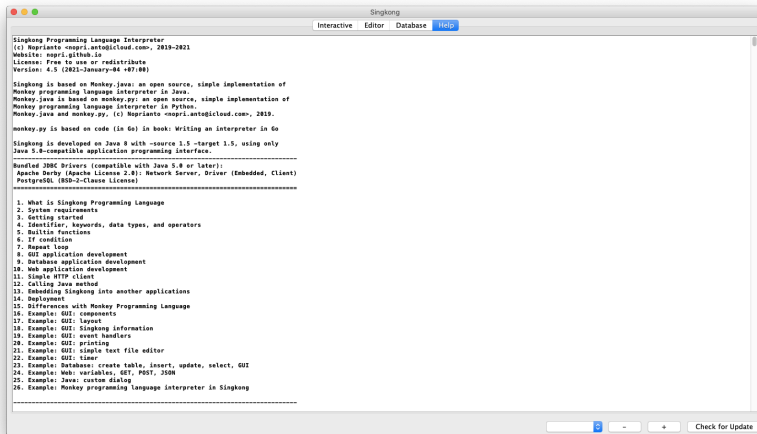 Singkong
Interactive Editor Database Help
Singkong Programming Language Interpreter
(c) Noprianto <nopri.anto@icloud.com>, 2019-2021
Website: nopri.github.io
License: Free to use or redistribute
Version: 4.5 (2021-January-04 +07:00)
Singkong is based on Monkey.java: an open source, simple implementation of
Monkey programming language interpreter in Java.
Monkey.java is based on monkey.py: an open source, simple implementation of
Monkey programming language interpreter in Python.
Monkey.java and monkey.py, (c) Noprianto <nopri.anto@icloud.com>, 2019.
monkey.py is based on code (in Go) in book: Writing an interpreter in Go
Singkong is developed on Java 8 with -source 1.5 -target 1.5, using only
Java 5.0-compatible application programming interface.
Bundled JDBC Drivers (compatible with Java 5.0 or later):
Apache Derby (Apache License 2.0): Network Server, Driver (Embedded, Client)
PostgreSQL (BSD-2-Clause License)
1. What is Singkong Programming Language
2. System requirements
3. Getting started
4. Identifier, keywords, data types, and operators
5. Builtin functions
6. If condition
7. Repeat loop
8. GUI application development
9. Database application development
10. Web application development
11. Simple HTTP client
12. Calling Java method
13. Embedding Singkong into another applications
14. Deployment
15. Differences with Monkey Programming Language
16. Example: GUI: components
17. Example: GUI: layout
18. Example: GUI: Singkong information
19. Example: GUI: event handlers
20. Example: GUI: printing
21. Example: GUI: simple text file editor
22. Example: GUI: timer
23. Example: Database: create table, insert, update, select, GUI
24. Example: Web: variables, GET, POST, JSON
25. Example: Java: custom dialog
26. Example: Monkey programming language interpreter in Singkong
- + Check for Update